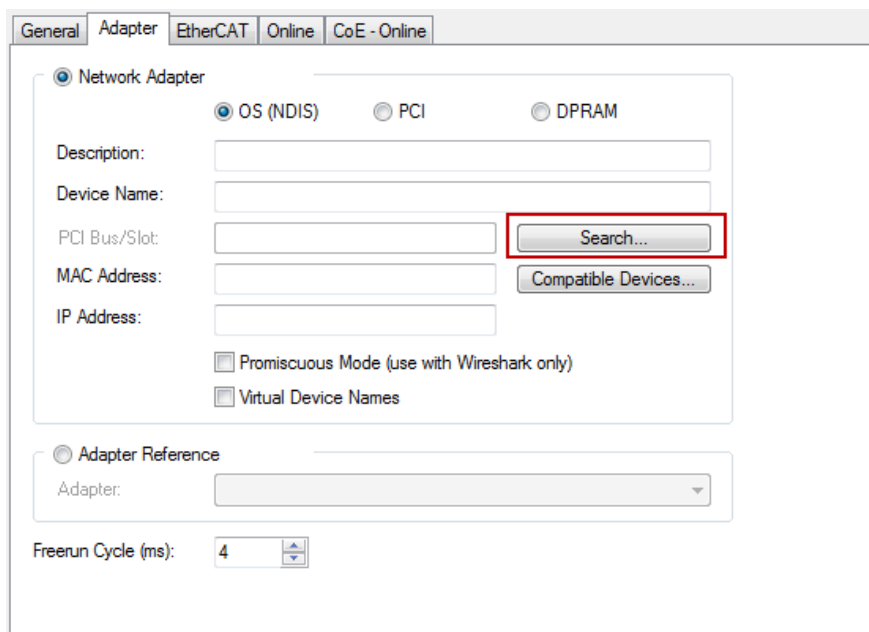 General Adapter EtherCAT Online CoE - Online
Network Adapter
OS (NDIS) PCI DPRAM
Description:
Device Name:
PCI Bus/Slot: Search...
MAC Address: Compatible Devices...
IP Address:
Promiscuous Mode (use with Wireshark only)
Virtual Device Names
Adapter Reference
Adapter:
Freerun Cycle (ms): 4